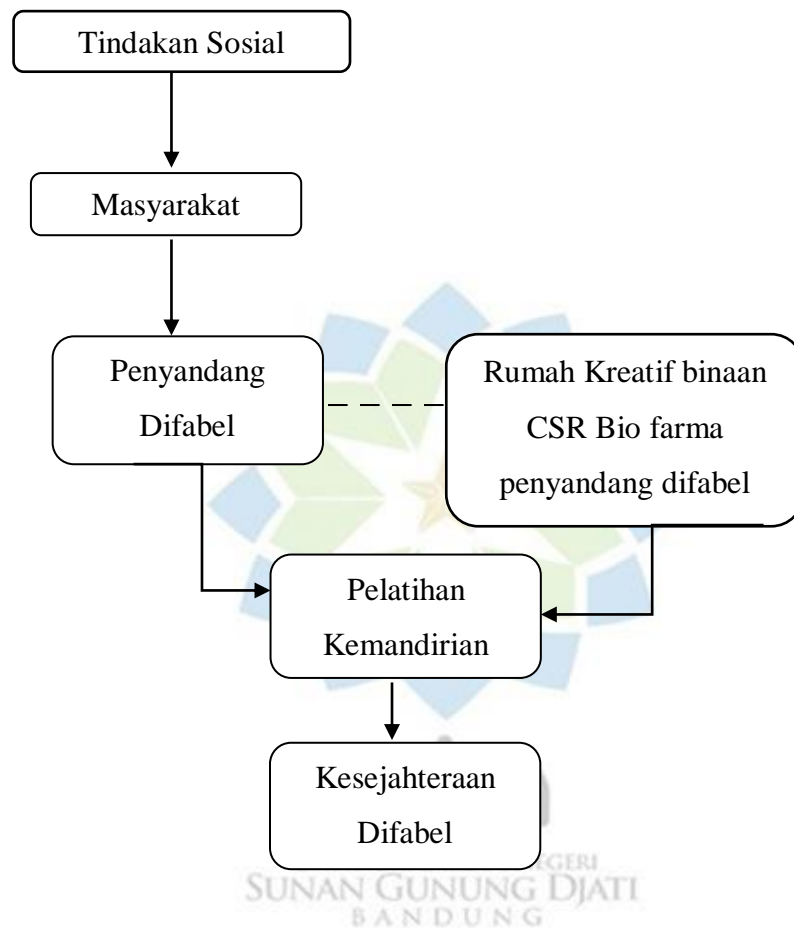 Tindakan Sosial
Masyarakat
Penyandang
Difabel
Rumah Kreatif binaan
CSR Bio farma
penyandang difabel
Pelatihan
Kemandirian
Kesejahteraan
Difabel
SUNAN GUNUNG DJATI
BANDUNG